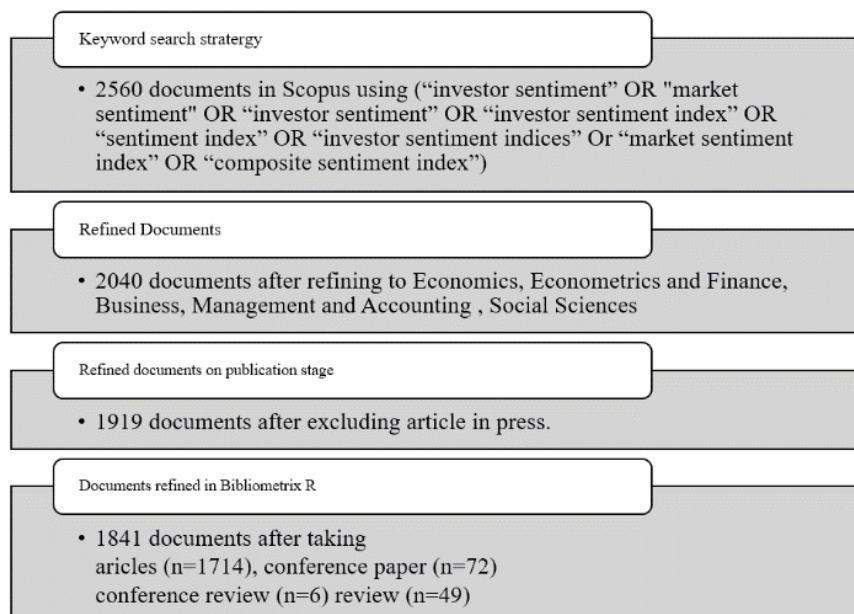 Keyword search stratergy
• 2560 documents in Scopus using (“investor sentiment” OR "market
sentiment" OR “investor sentiment” OR “investor sentiment index” OR
“sentiment index” OR “investor sentiment indices” Or “market sentiment
index” OR “composite sentiment index”)
Refined Documents
• 2040 documents after refining to Economics, Econometrics and Finance,
Business, Management and Accounting , Social Sciences
Refined documents on publication stage
• 1919 documents after excluding article in press.
Documents refined in Bibliometrix R
• 1841 documents after taking
aricles (n=1714), conference paper (n=72)
conference review (n=6) review (n=49)